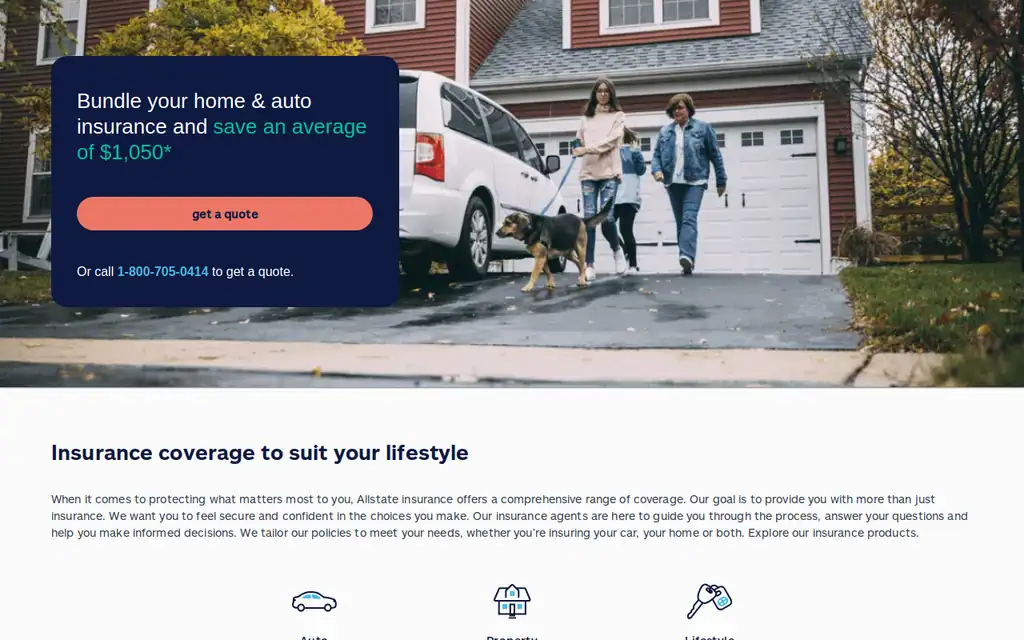 Bundle your home & auto
insurance and save an average
of $1,050*
get a quote
Or call 1-800-705-0414 to get a quote.
Insurance coverage to suit your lifestyle
When it comes to protecting what matters most to you, Allstate insurance offers a comprehensive range of coverage. Our goal is to provide you with more than just
insurance. We want you to feel secure and confident in the choices you make. Our insurance agents are here to guide you through the process, answer your questions and
help you make informed decisions. We tailor our policies to meet your needs, whether you're insuring your car, your home or both. Explore our insurance products.
Auto Property Lifestyle